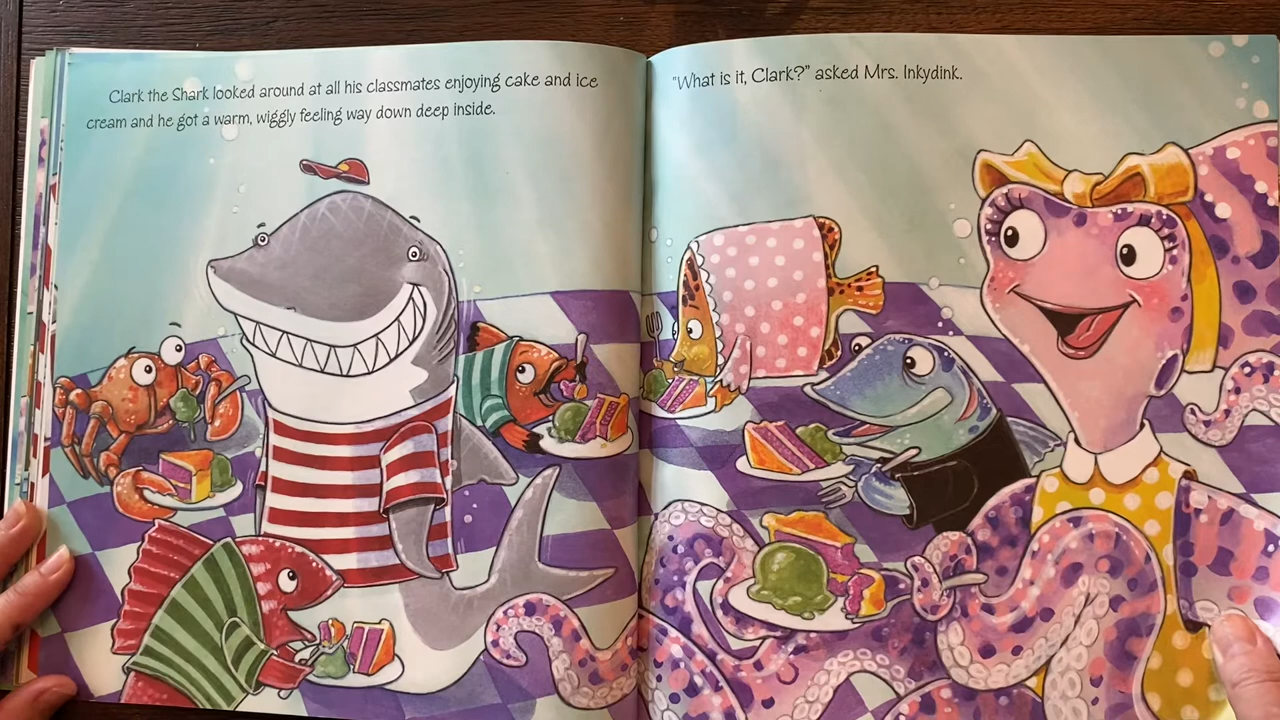 Clark the Shark looked around at all his classmates enjoying cake and ice
cream and he got a warm, wiggly feeling way down deep inside.
"What is it, Clark?" asked Mrs. Inkydink.